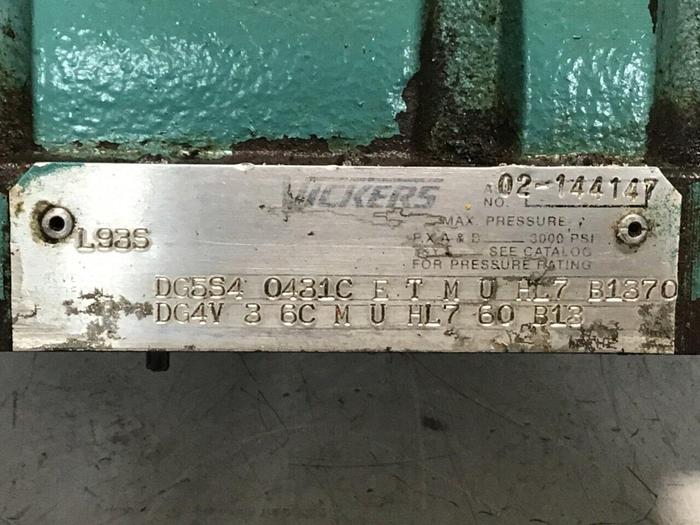 VICKERS
NO. 02-144147
MAX. PRESSURE
P,X,A & B 3000 PSI
SEE CATALOG
FOR PRESSURE RATING
L935
DG5S4 0431C E T M U HL7 B1370
DG4V 3 6C M U HL7 60 B13